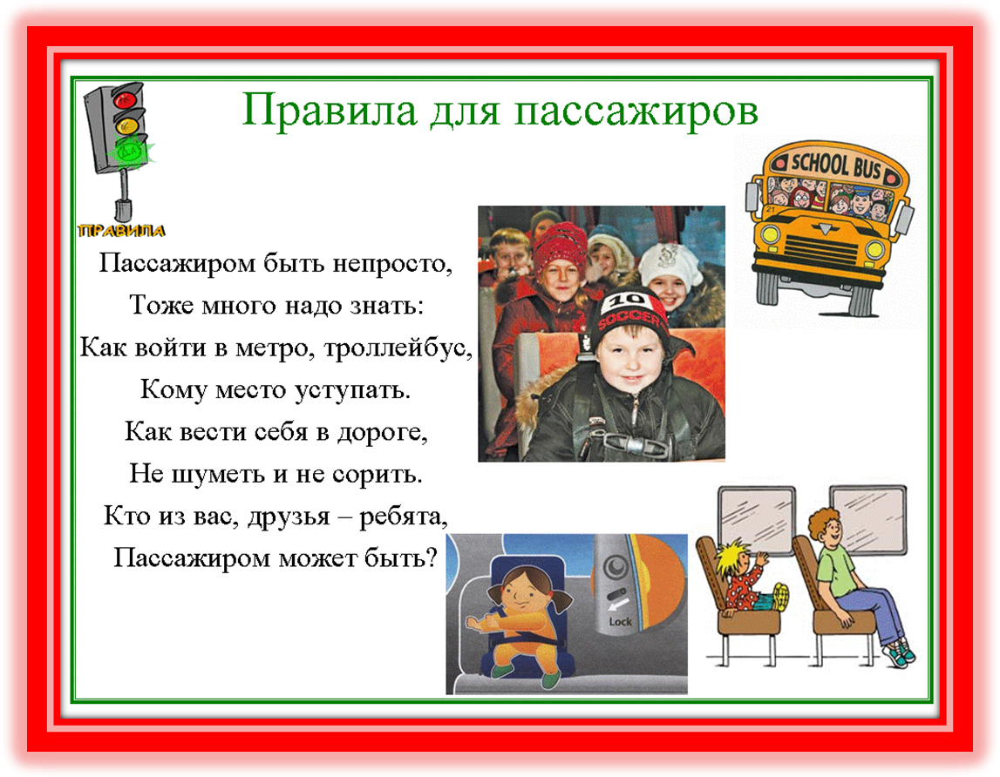 Правила для пассажиров
ПРАВИЛА
SCHOOL BUS
21
Пассажиром быть непросто,
Тоже много надо знать:
Как войти в метро, троллейбус,
Кому место уступать.
Как вести себя в дороге,
Не шуметь и не сорить.
Кто из вас, друзья – ребята,
Пассажиром может быть?
10
SOCCER
Lock